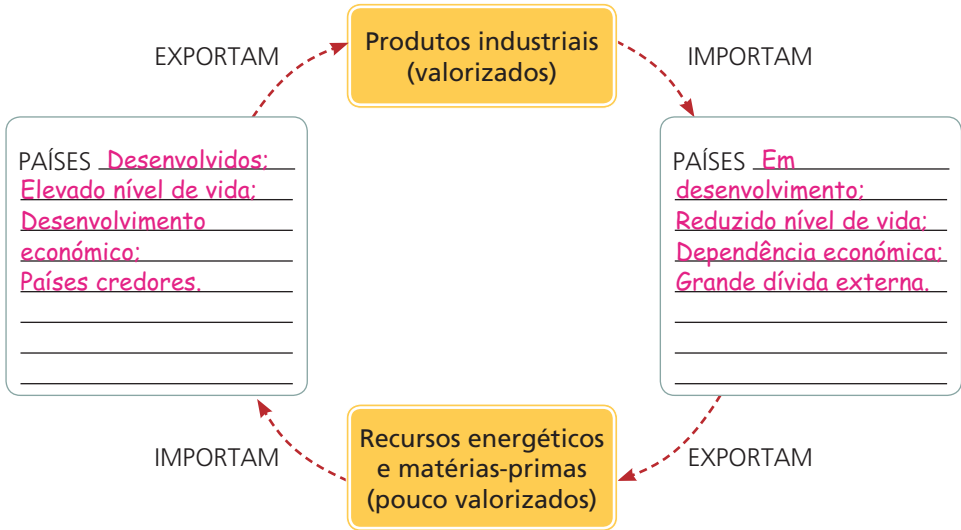 Produtos industriais
(valorizados)
EXPORTAM
IMPORTAM
PAÍSES Desenvolvidos;
Elevado nível de vida;
Desenvolvimento
económico;
Países credores.
PAÍSES Em
desenvolvimento;
Reduzido nível de vida;
Dependência económica;
Grande dívida externa.
IMPORTAM
Recursos energéticos
e matérias-primas
(pouco valorizados)
EXPORTAM